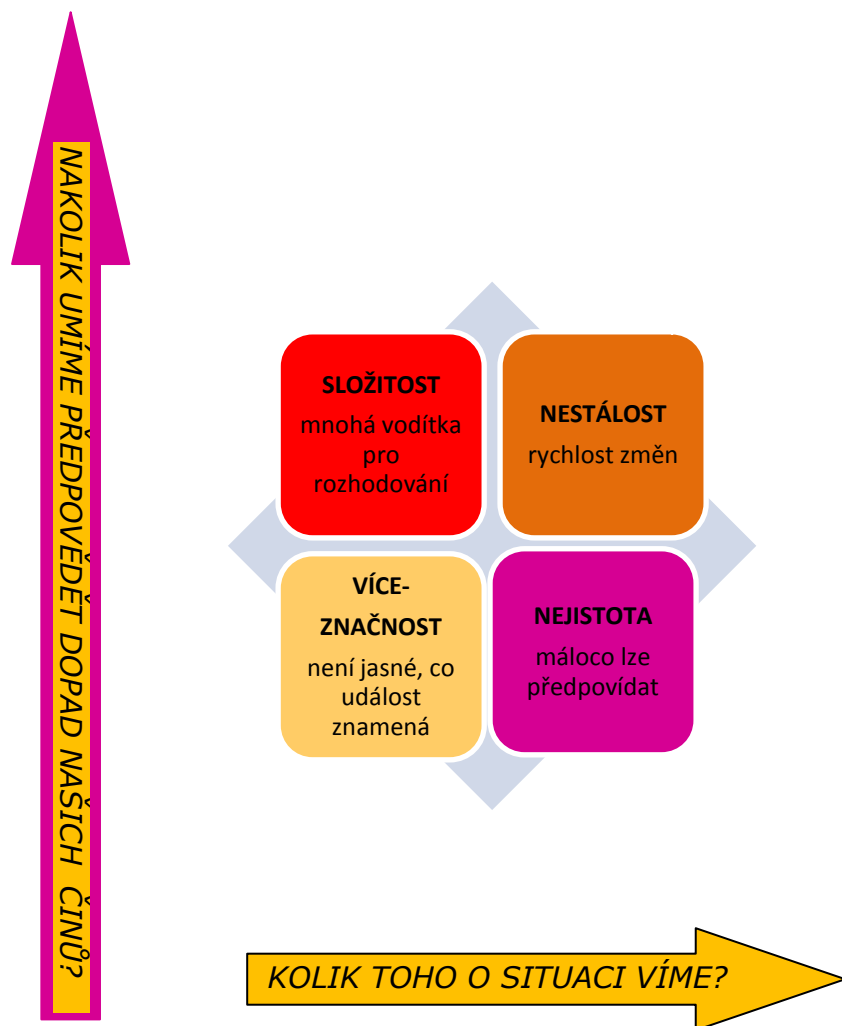 NAKOLIK UMÍME PŘEDPOVĚDĚT DOPAD NAŠICH ČINŮ?
SLOŽITOST
mnohá vodítka
pro
rozhodování
NESTÁLOST
rychlost změn
VÍCE-
ZNAČNOST
není jasné, co
událost
znamená
NEJISTOTA
máloco lze
předpovídat
KOLIK TOHO O SITUACI VÍME?